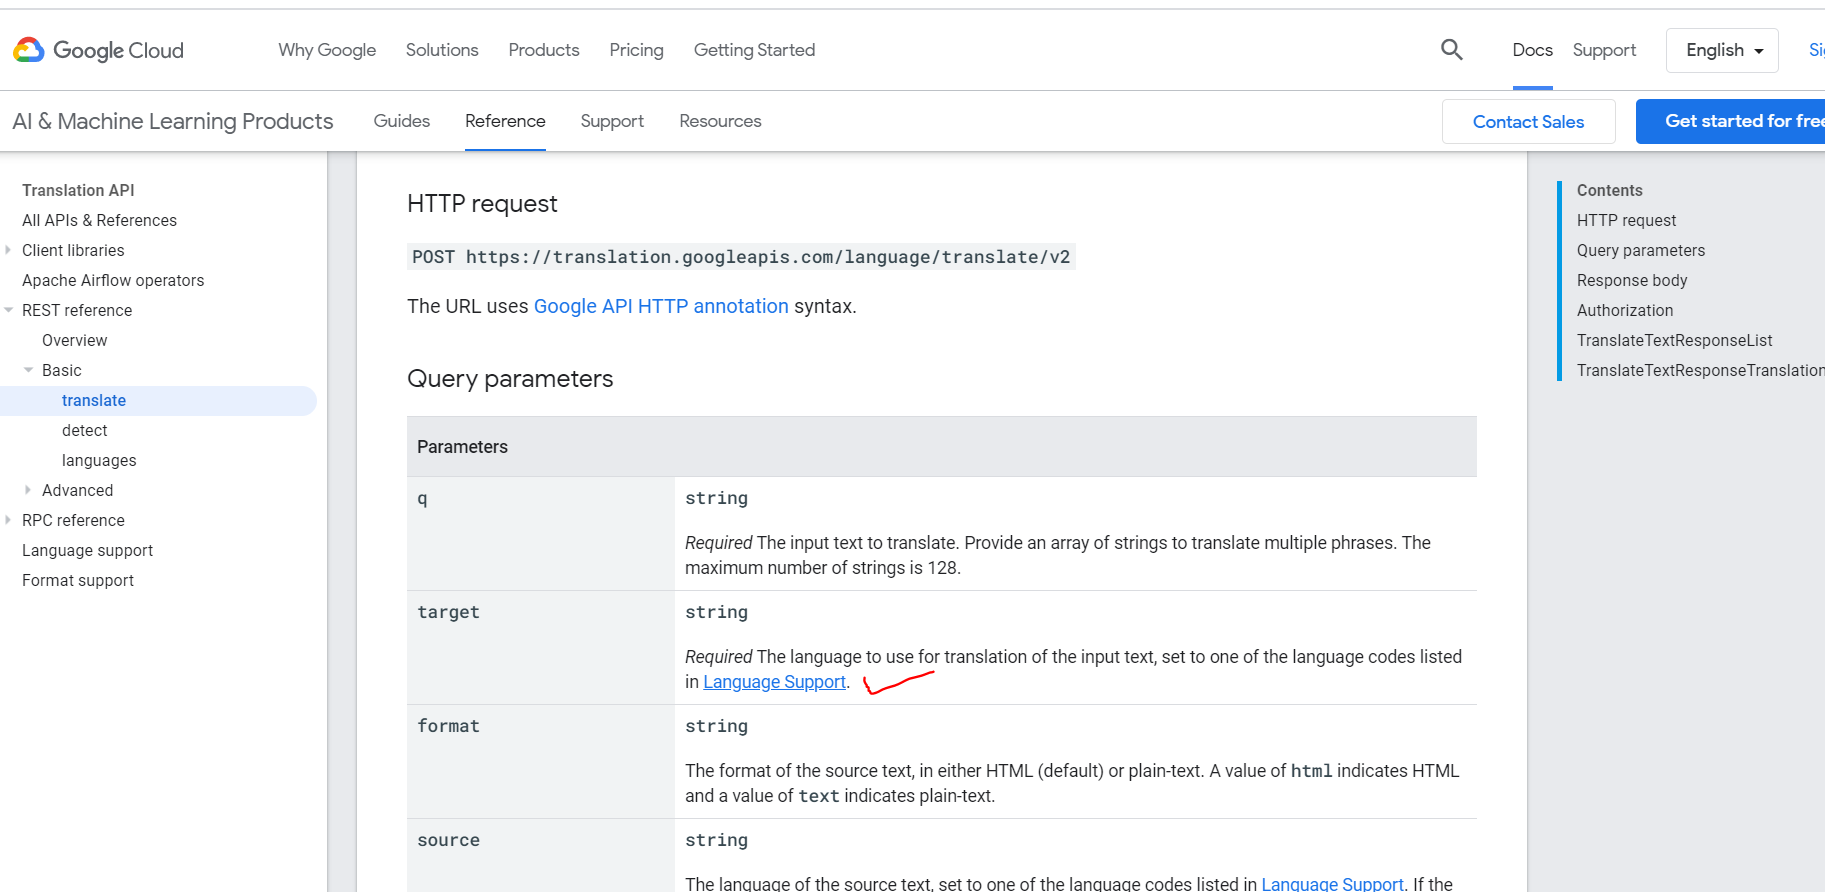 Google Cloud
Why Google Solutions Products Pricing Getting Started
Docs Support English
AI & Machine Learning Products
Guides Reference Support Resources
Contact Sales
Get started for free
Translation API
All APIs & References
Client libraries
Apache Airflow operators
REST reference
Overview
Basic
translate
detect
languages
Advanced
RPC reference
Language support
Format support
HTTP request
POST https://translation.googleapis.com/language/translate/v2
The URL uses Google API HTTP annotation syntax.
Query parameters
Parameters
q
string
Required The input text to translate. Provide an array of strings to translate multiple phrases. The
maximum number of strings is 128.
target
string
Required The language to use for translation of the input text, set to one of the language codes listed
in Language Support.
format
string
The format of the source text, in either HTML (default) or plain-text. A value of html indicates HTML
and a value of text indicates plain-text.
source
string
The language of the source text, set to one of the language codes listed in Language Support. If the
Contents
HTTP request
Query parameters
Response body
Authorization
TranslateTextResponseList
TranslateTextResponseTranslation